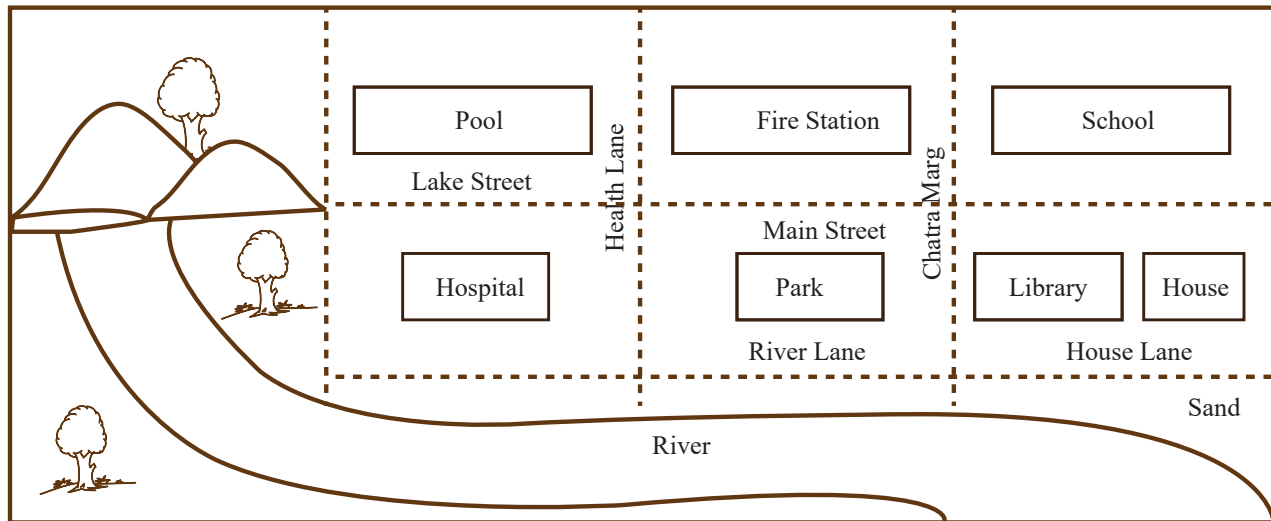 Pool
Fire Station
School
Lake Street
Health Lane
Chatra Marg
Main Street
Hospital
Park
Library
House
River Lane
House Lane
Sand
River